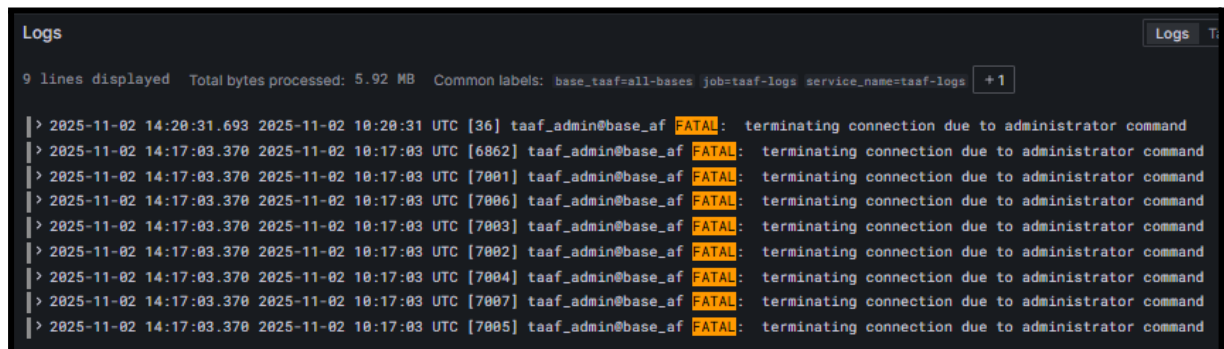 Logs
Logs
9 lines displayed Total bytes processed: 5.92 MB Common labels: base_taaf=all-bases job=taaf-logs service_name=taaf-logs +1
> 2025-11-02 14:20:31.693 2025-11-02 10:20:31 UTC [36] taaf_admin@base_af FATAL: terminating connection due to administrator command
> 2025-11-02 14:17:03.370 2025-11-02 10:17:03 UTC [6862] taaf_admin@base_af FATAL: terminating connection due to administrator command
> 2025-11-02 14:17:03.370 2025-11-02 10:17:03 UTC [7001] taaf_admin@base_af FATAL: terminating connection due to administrator command
> 2025-11-02 14:17:03.370 2025-11-02 10:17:03 UTC [7006] taaf_admin@base_af FATAL: terminating connection due to administrator command
> 2025-11-02 14:17:03.370 2025-11-02 10:17:03 UTC [7003] taaf_admin@base_af FATAL: terminating connection due to administrator command
> 2025-11-02 14:17:03.370 2025-11-02 10:17:03 UTC [7002] taaf_admin@base_af FATAL: terminating connection due to administrator command
> 2025-11-02 14:17:03.370 2025-11-02 10:17:03 UTC [7004] taaf_admin@base_af FATAL: terminating connection due to administrator command
> 2025-11-02 14:17:03.370 2025-11-02 10:17:03 UTC [7007] taaf_admin@base_af FATAL: terminating connection due to administrator command
> 2025-11-02 14:17:03.370 2025-11-02 10:17:03 UTC [7005] taaf_admin@base_af FATAL: terminating connection due to administrator command